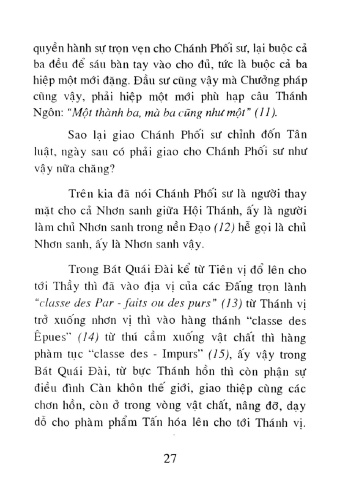 quyền hành sự trọn vẹn cho Chánh Phối sư, lại buộc cả
ba đều để sáu bàn tay vào cho đủ, tức là buộc cả ba
hiệp một mới đặng. Đầu sư cũng vậy mà Chưởng pháp
cũng vậy, phải hiệp một mới phù hạp câu Thánh
Ngôn: “Một thành ba, mà ba cũng như một” (11).
Sao lại giao Chánh Phối sư chỉnh đốn Tân
luật, ngày sau có phải giao cho Chánh Phối sư như
vậy nữa chăng?
Trên kia đã nói Chánh Phối sư là người thay
mặt cho cả Nhơn sanh giữa Hội Thánh, ấy là người
làm chủ Nhơn sanh trong nền Đạo (12) hễ gọi là chủ
Nhơn sanh, ấy là Nhơn sanh vậy.
Trong Bát Quái Đài kể từ Tiên vị đổ lên cho
tới Thầy thì đã vào địa vị của các Đấng trọn lành
“classe des Par - faits ou des purs” (13) từ Thánh vị
trở xuống nhơn vị thì vào hàng thánh “classe des
Êpues” (14) từ thú cầm xuống vật chất thì hàng
phàm tục “classe des - Impurs” (15), ấy vậy trong
Bát Quái Đài, từ bực Thánh hồn thì còn phận sự
điều đình Càn khôn thế giới, giao thiệp cùng các
chơn hồn, còn ở trong vòng vật chất, nâng đỡ, dạy
dỗ cho phàm phẩm Tấn hóa lên cho tới Thánh vị.
27